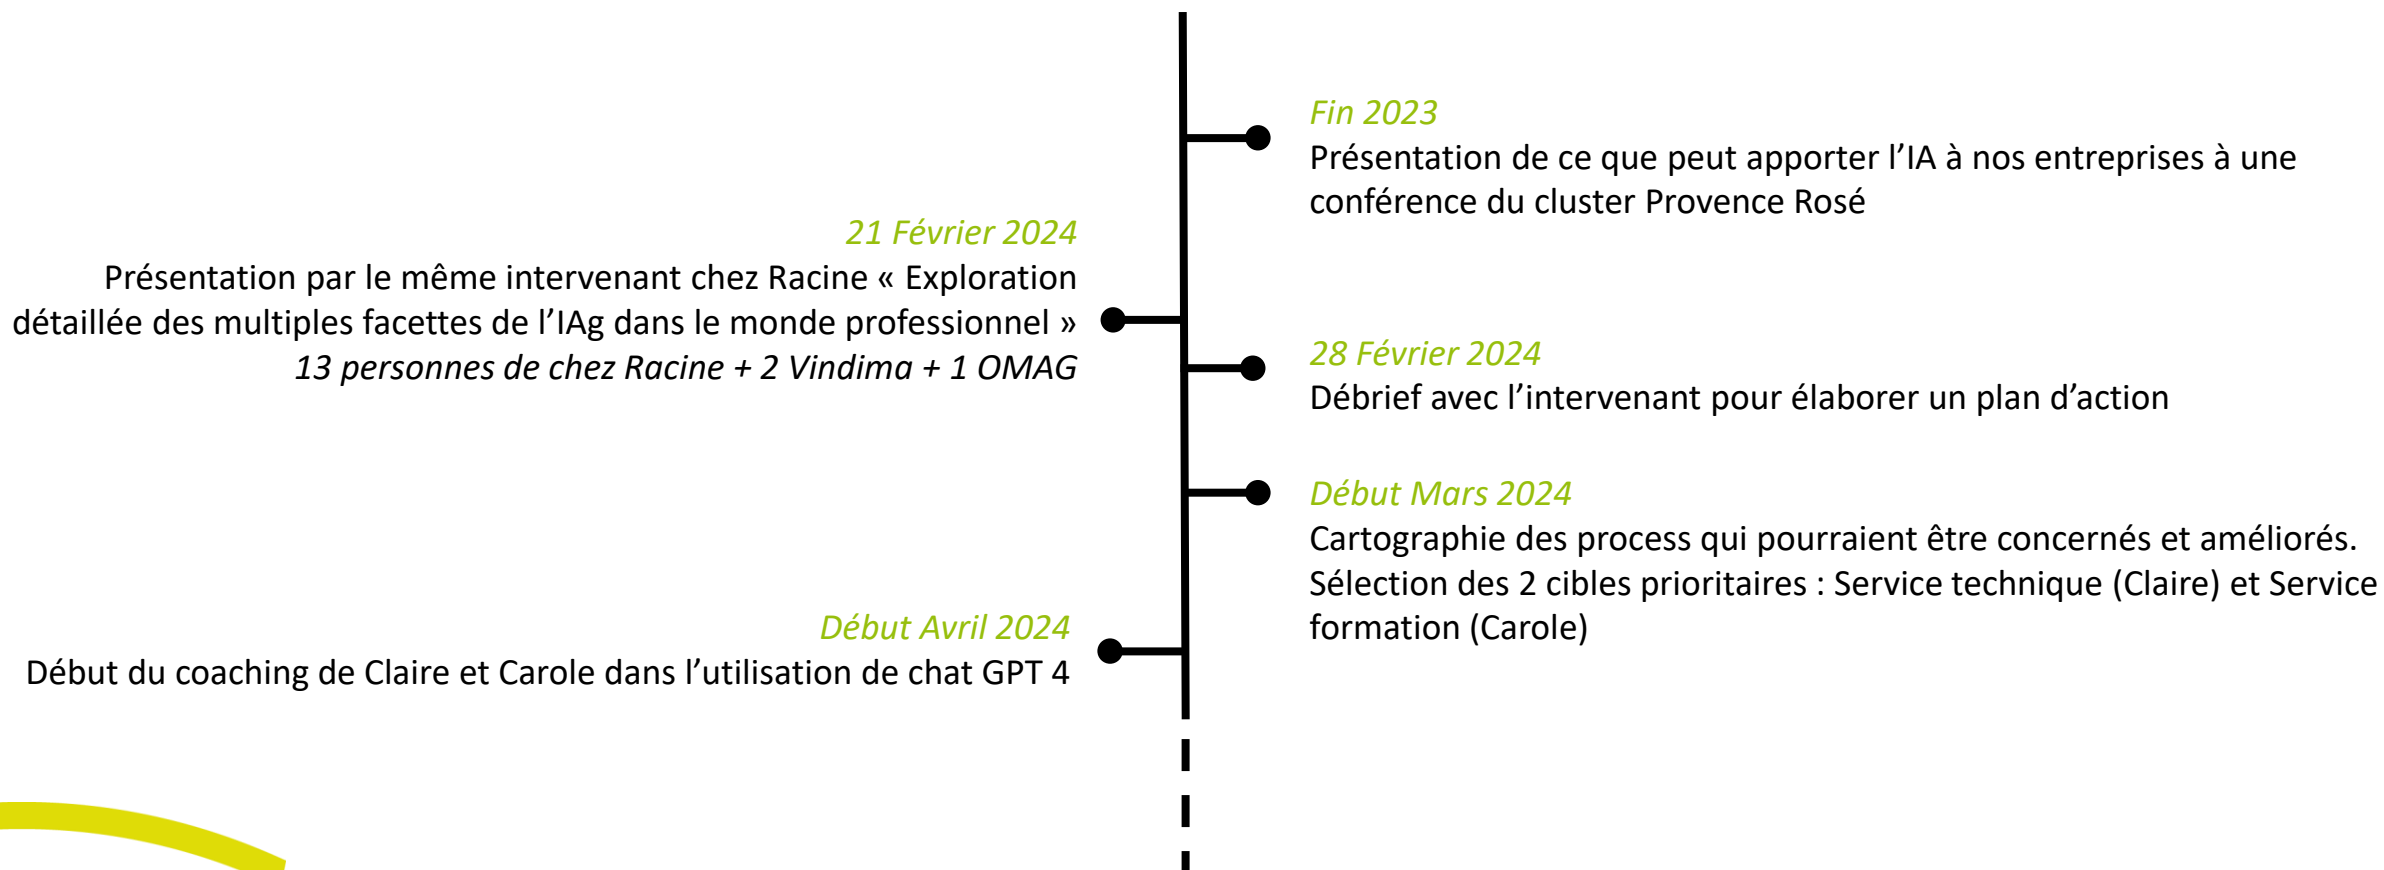 Fin 2023
Présentation de ce que peut apporter l’IA à nos entreprises à une
conférence du cluster Provence Rosé
21 Février 2024
Présentation par le même intervenant chez Racine « Exploration
détaillée des multiples facettes de l’IAg dans le monde professionnel »
13 personnes de chez Racine + 2 Vindima + 1 OMAG
28 Février 2024
Débrief avec l’intervenant pour élaborer un plan d’action
Début Mars 2024
Cartographie des process qui pourraient être concernés et améliorés.
Sélection des 2 cibles prioritaires : Service technique (Claire) et Service
formation (Carole)
Début Avril 2024
Début du coaching de Claire et Carole dans l’utilisation de chat GPT 4